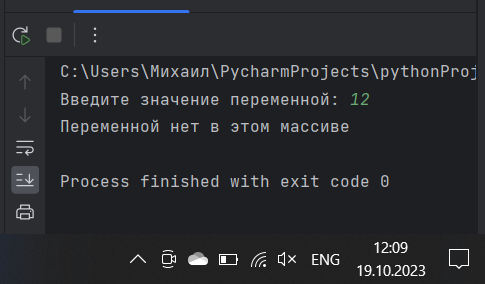 C:\Users\Михаил\PycharmProjects\pythonProj
Введите значение переменной: 12
Переменной нет в этом массиве
Process finished with exit code 0
ENG
12:09
19.10.2023